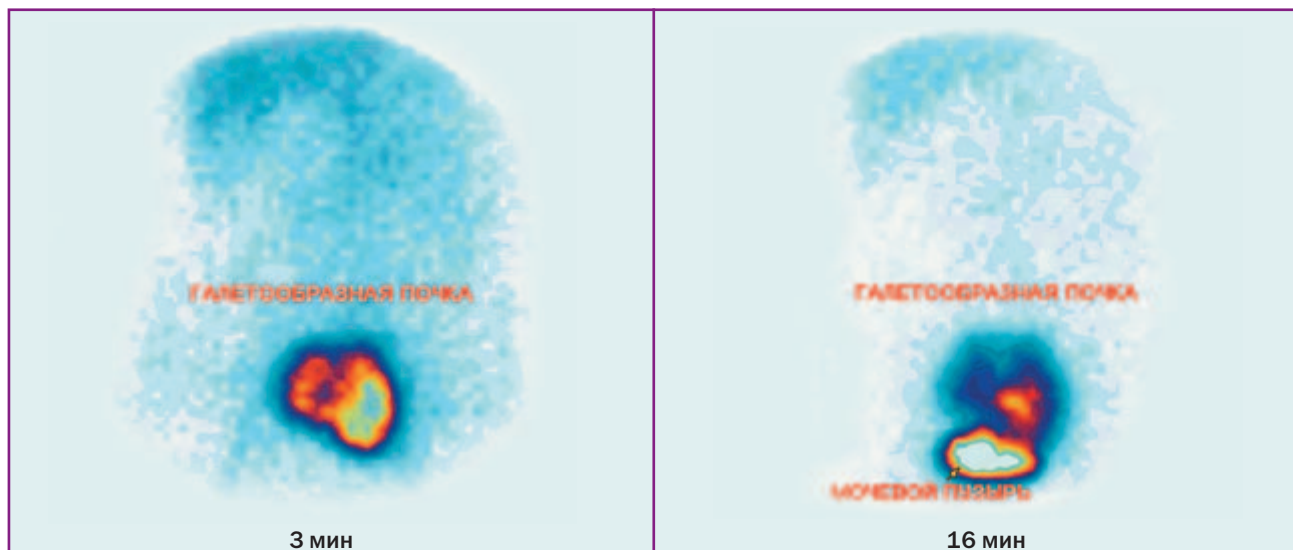 ГАЛЕТООБРАЗНАЯ ПОЧКА
ГАЛЕТООБРАЗНАЯ ПОЧКА
МОЧЕВОЙ ПУЗЫРЬ
3 мин
16 мин